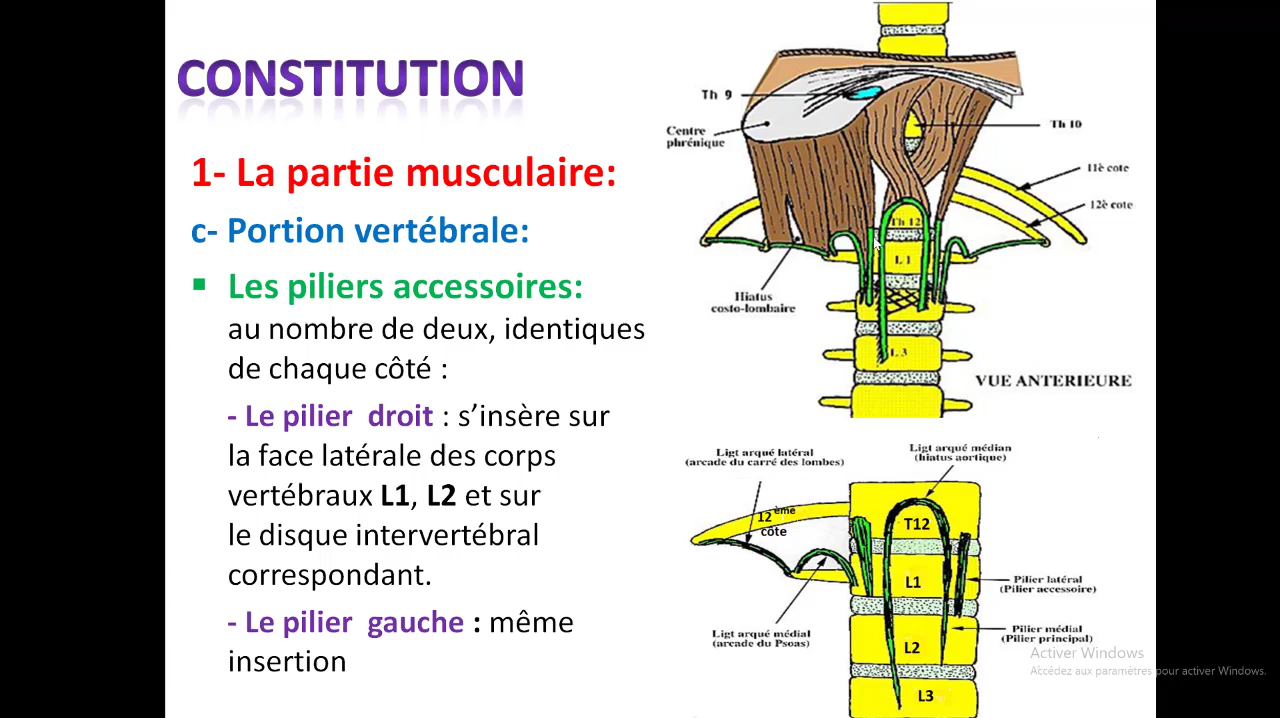 CONSTITUTION
1- La partie musculaire:
c- Portion vertébrale:
▪ Les piliers accessoires:
au nombre de deux, identiques
de chaque côté :
- Le pilier droit : s’insère sur
la face latérale des corps
vertébraux L1, L2 et sur
le disque intervertébral
correspondant.
- Le pilier gauche : même
insertion
Th 9
Centre
phrénique
Th 10
11è cote
12è cote
Th 12
L 1
Hiatus
costo-lombaire
L 3
VUE ANTERIEURE
Ligt arqué latéral
(arcade du carré des lombes)
Ligt arqué médian
(hiatus aortique)
12 ème
côte
T12
L1
Pilier latéral
(Pilier accessoire)
Ligt arqué médial
(arcade du Psoas)
Pilier médial
(Pilier principal)
L2
L3
Activer Windows
Accédez aux paramètres pour activer Windows.